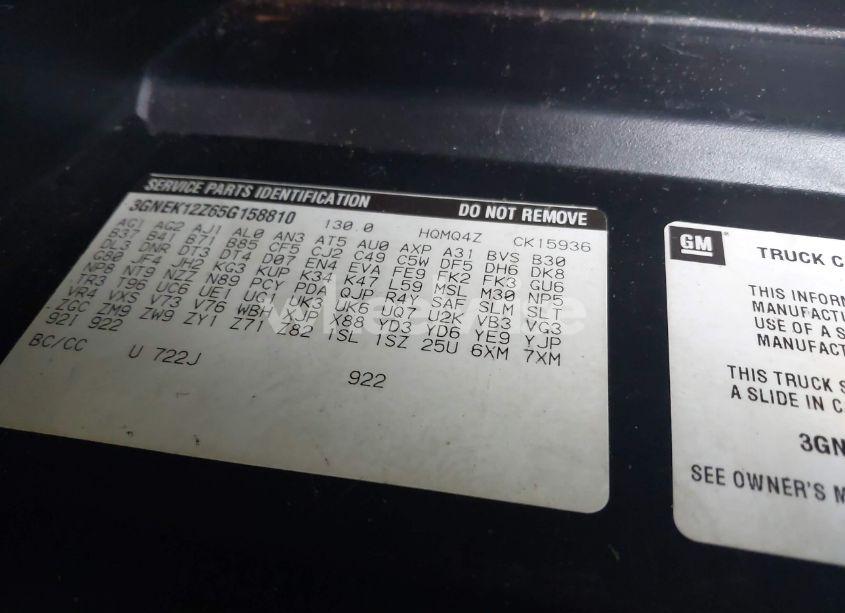 SERVICE PARTS IDENTIFICATION DO NOT REMOVE
3GNEK12Z65G158810 130.0 HQMQ4Z CK15936
AG1 AG2 AJ1 AL0 AN3 AT5 AU0 AXP A31 BVS B30
B37 B41 B71 B85 CF5 CJ2 C49 C5W DF5 DH6 DK8
DL3 DNR DT3 DT4 D07 EN4 EVA FE9 FK2 FK3 GU6
G80 JF4 JH2 KG3 KUP K34 K47 L59 MSL M30 NP5
NP8 NT9 NZ7 N89 PCY PDA QJP R4Y SAF SLM SLT
TR3 T96 UC6 UE1 UGY UK3 UK6 UQ7 U2K VB3 VG3
VR4 VXS V73 V76 WBH XJP X88 YD3 YD6 YE9 YJP
ZGC ZM9 ZW9 ZY1 Z71 Z82 1SL 1SZ 25U 6XM 7XM
92I 922
BC/CC U 722J
922
GM
TRUCK C
THIS INFOR
MANUFACTI
USE OF A S
MANUFACT
THIS TRUCK S
A SLIDE IN C
3GN
SEE OWNER'S M